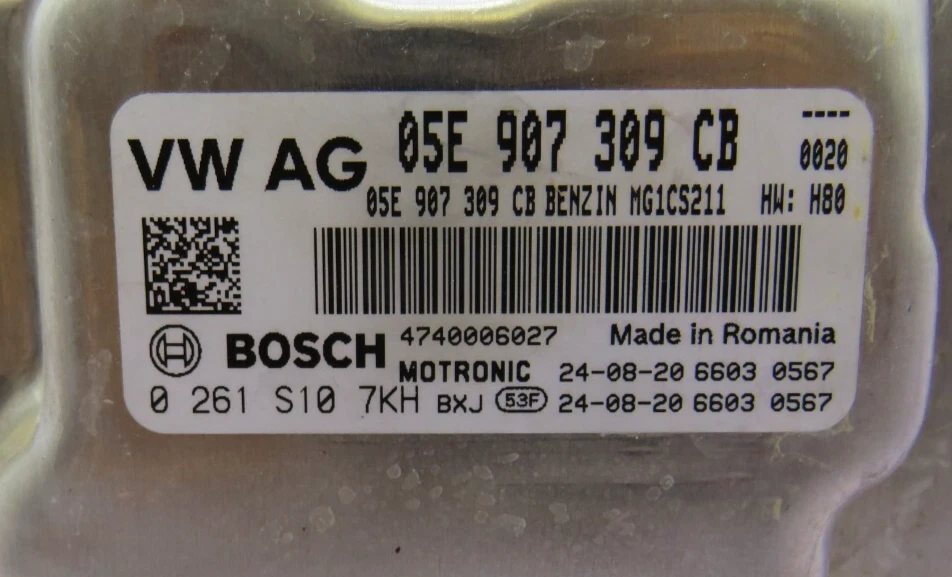 VW AG 05E 907 309 CB ----
0020
05E 907 309 CB BENZIN MG1CS211 HW: H80
BOSCH 4740006027 Made in Romania
MOTRONIC 24-08-20 6603 0567
0 261 S10 7KH BXJ 53F 24-08-20 6603 0567